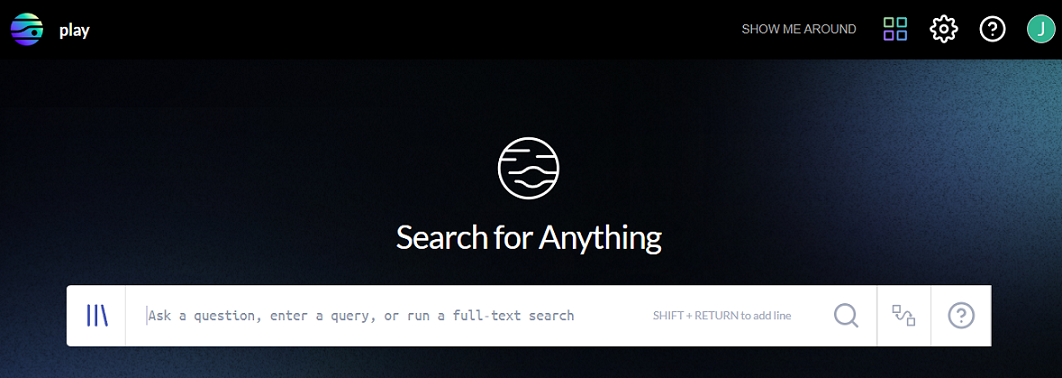 play
SHOW ME AROUND
J
Search for Anything
Ask a question, enter a query, or run a full-text search
SHIFT + RETURN to add line